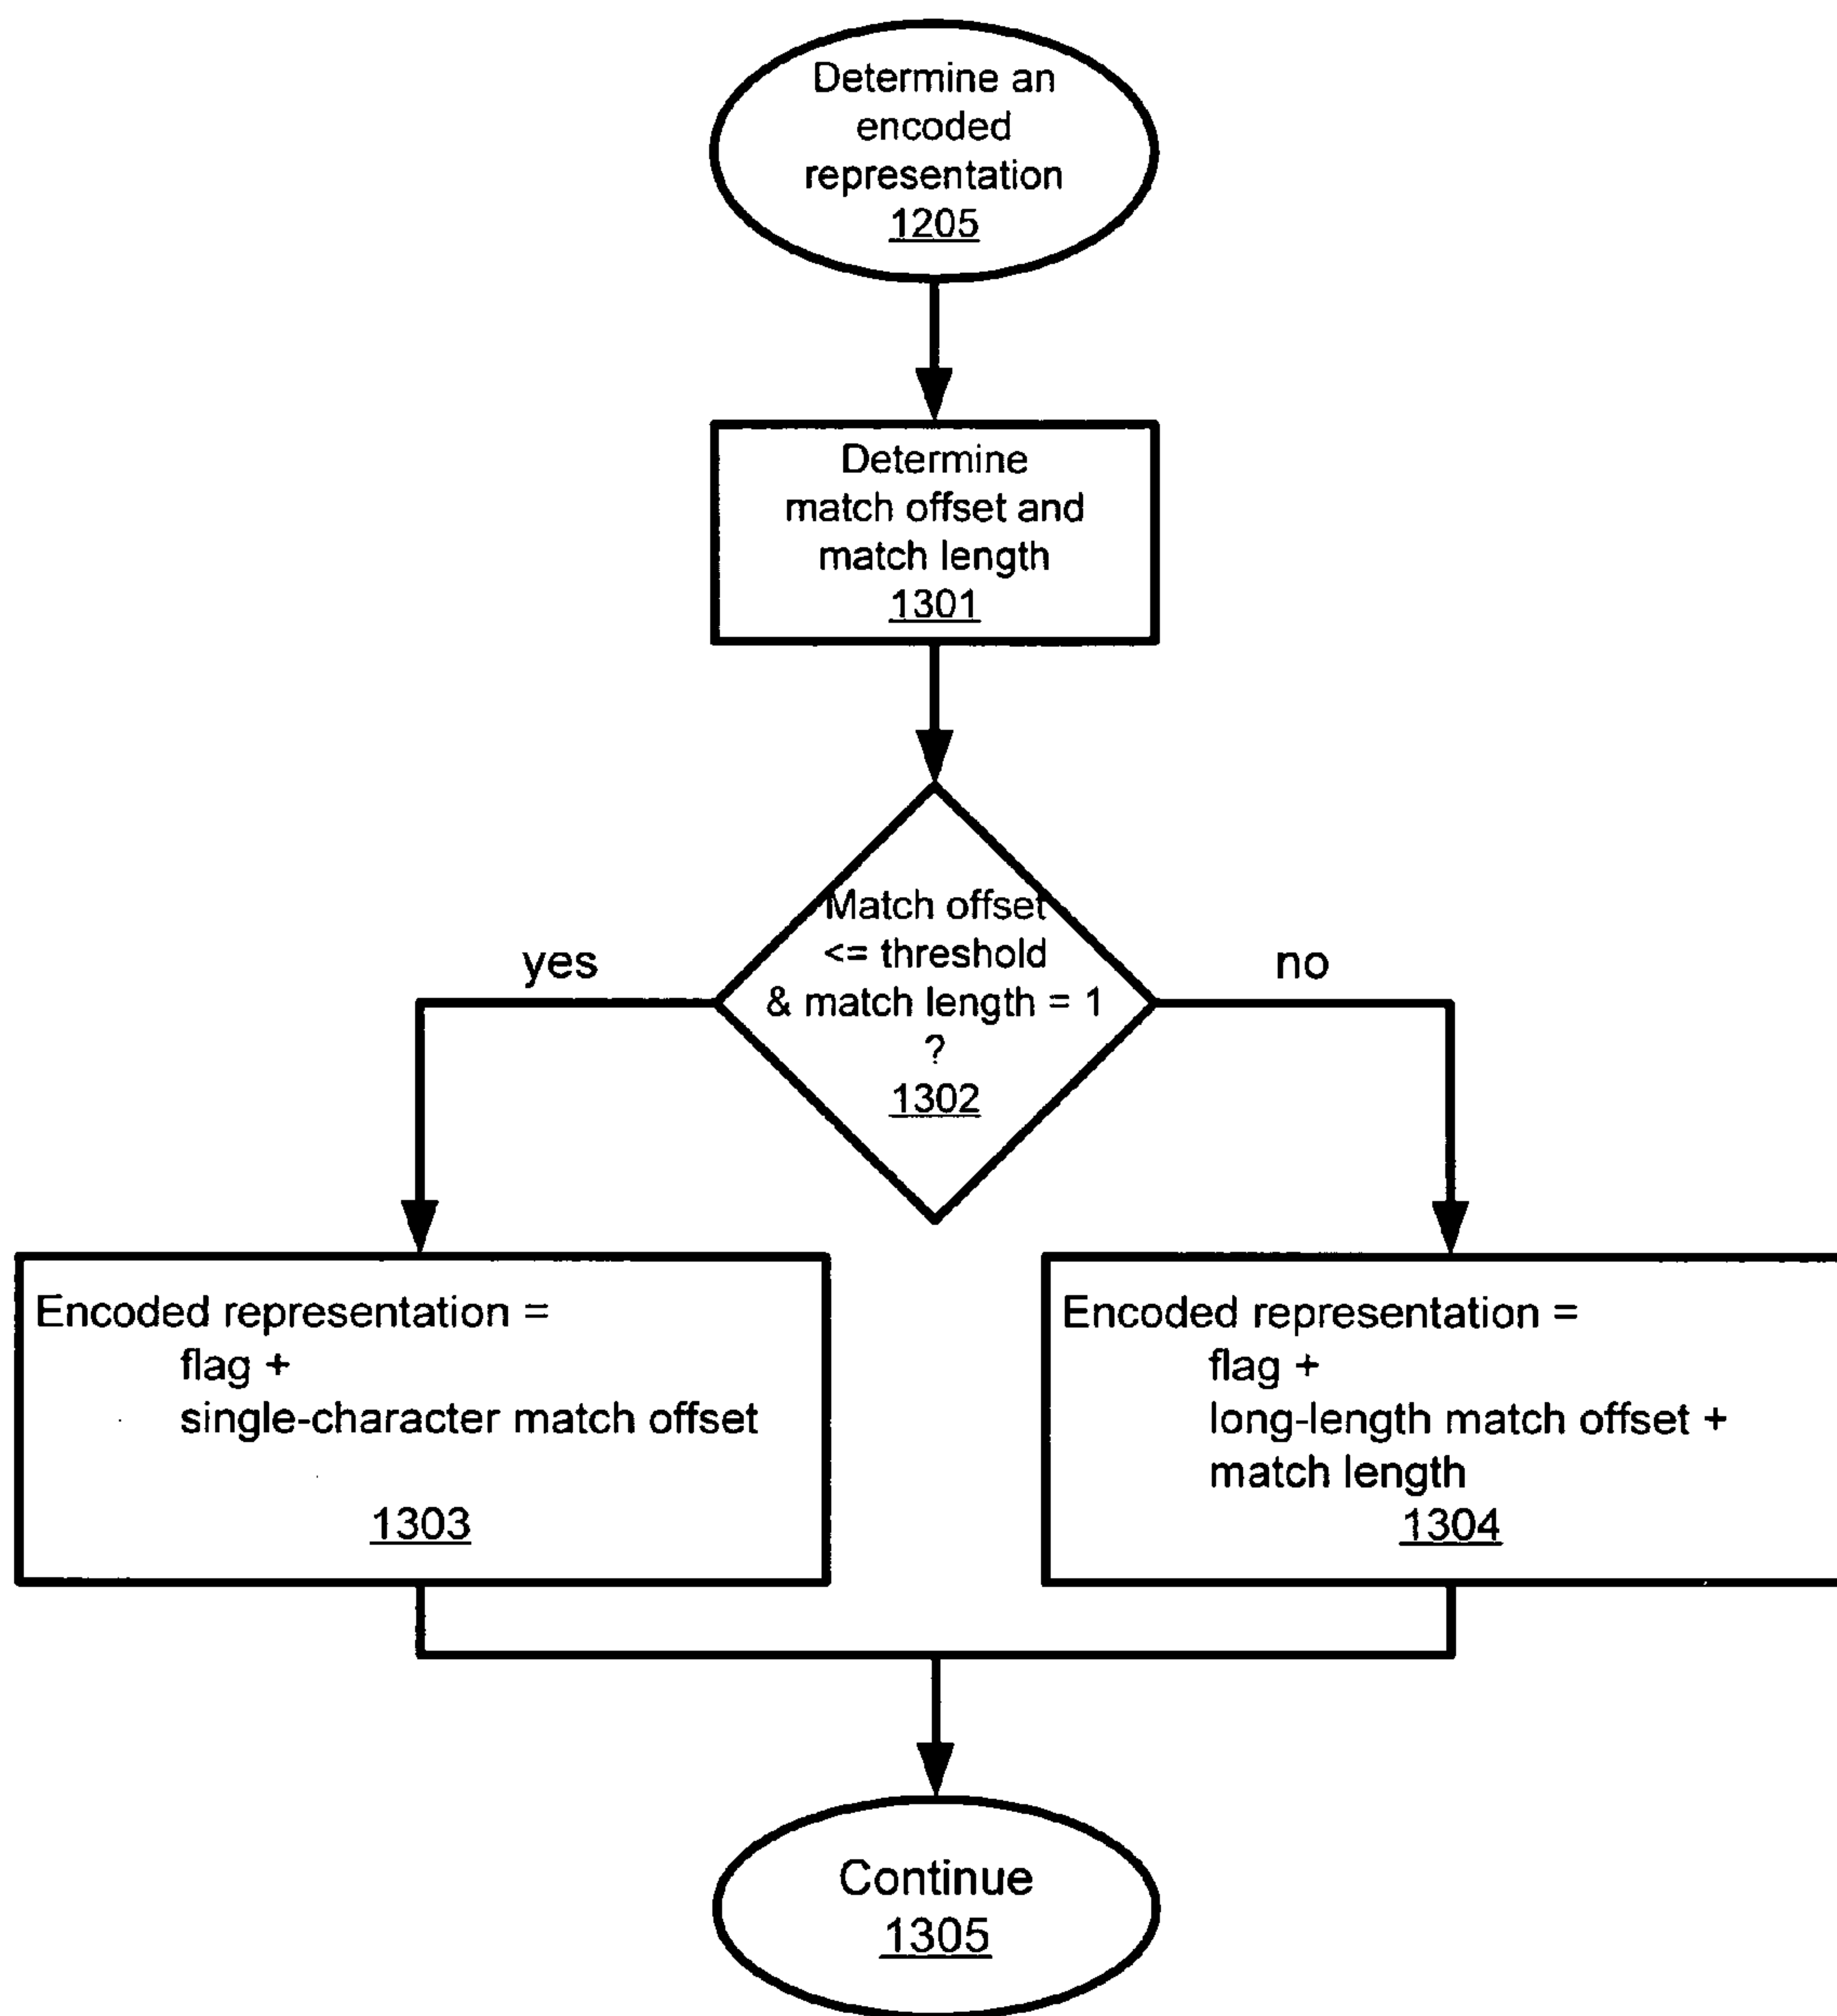 Determine an
encoded
representation
1205
Determine
match offset and
match length
1301
Match offset
<= threshold
& match length = 1
?
1302
yes
no
Encoded representation =
flag +
single-character match offset
1303
Encoded representation =
flag +
long-length match offset +
match length
1304
Continue
1305